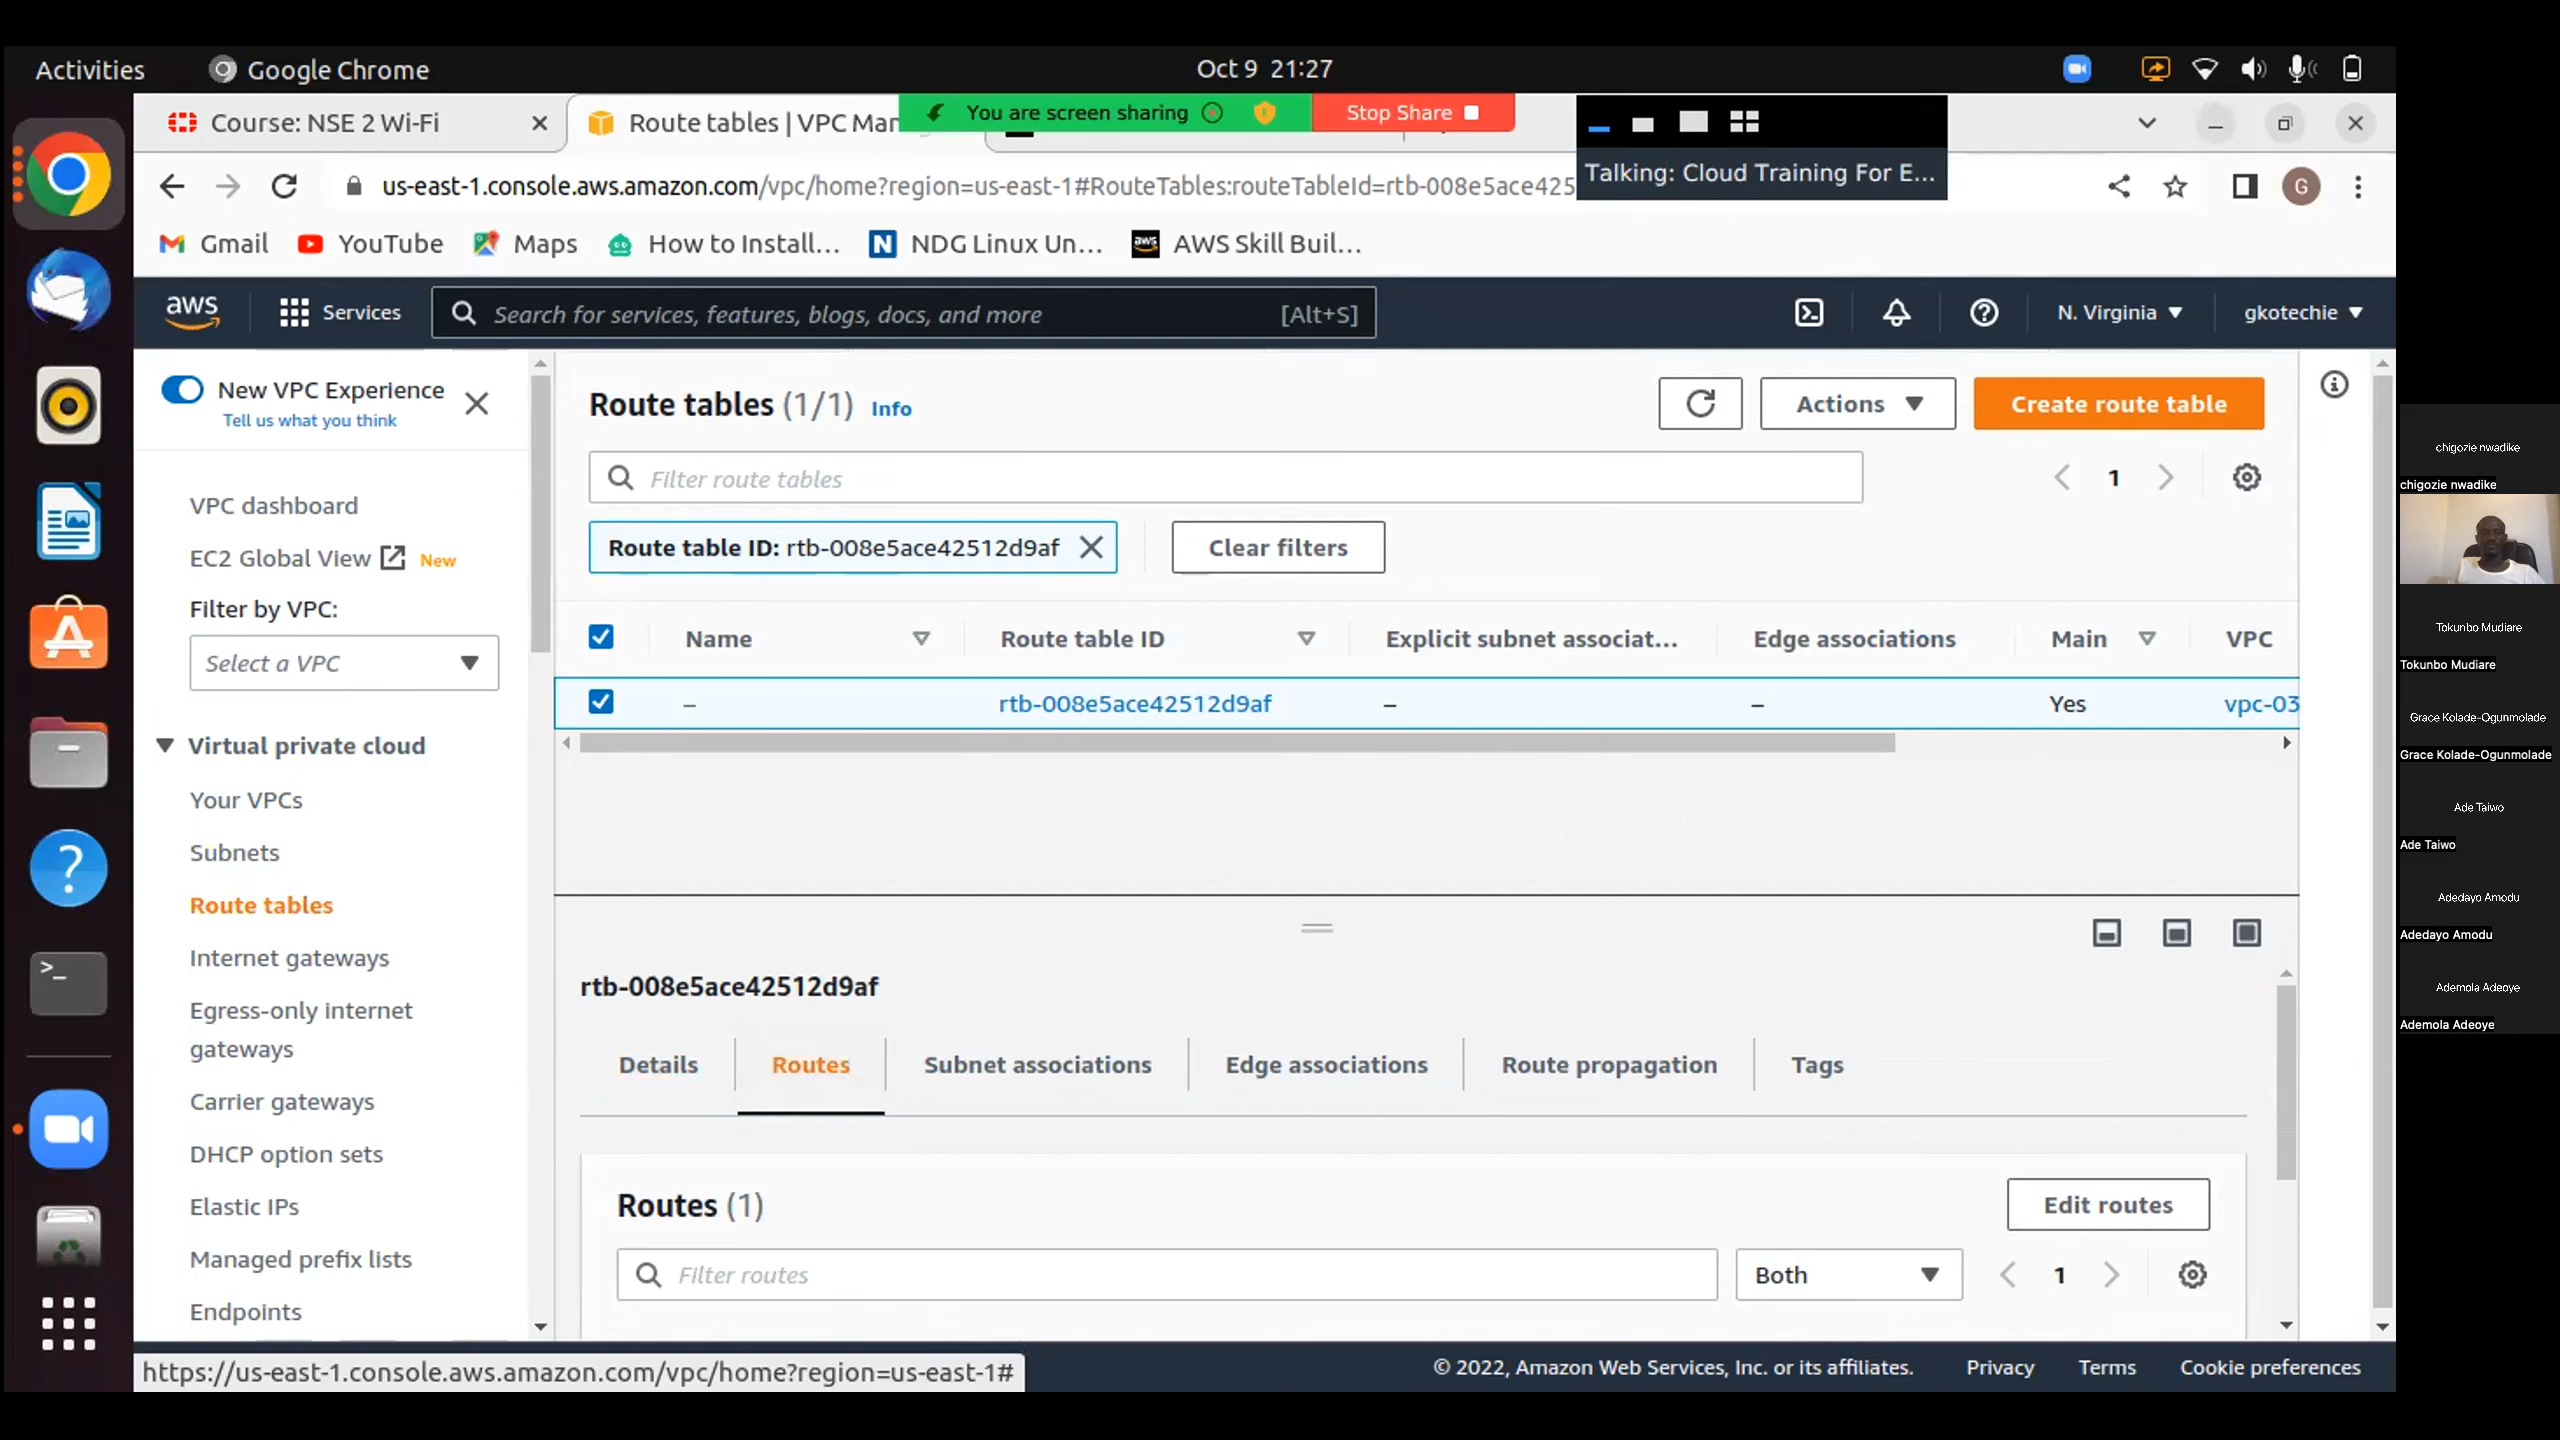 Activities
Google Chrome
Oct 9 21:27
Course: NSE 2 Wi-Fi
Route tables | VPC Man
You are screen sharing
Stop Share
Talking: Cloud Training For E...
us-east-1.console.aws.amazon.com/vpc/home?region=us-east-1#RouteTables:routeTableId=rtb-008e5ace425
G
Gmail
YouTube
Maps
How to Install...
N
NDG Linux Un...
aws
AWS Skill Buil...
aws
Services
Search for services, features, blogs, docs, and more
[Alt+S]
N. Virginia
gkotechie
New VPC Experience
Tell us what you think
VPC dashboard
EC2 Global View
New
Filter by VPC:
Select a VPC
Virtual private cloud
Your VPCs
Subnets
Route tables
Internet gateways
Egress-only internet
gateways
Carrier gateways
DHCP option sets
Elastic IPs
Managed prefix lists
Endpoints
Route tables (1/1) Info
Actions
Create route table
Filter route tables
1
Route table ID: rtb-008e5ace42512d9af
Clear filters
Name
Route table ID
Explicit subnet associat...
Edge associations
Main
VPC
–
rtb-008e5ace42512d9af
–
–
Yes
vpc-03
rtb-008e5ace42512d9af
Details
Routes
Subnet associations
Edge associations
Route propagation
Tags
Routes (1)
Edit routes
Filter routes
Both
1
https://us-east-1.console.aws.amazon.com/vpc/home?region=us-east-1#
© 2022, Amazon Web Services, Inc. or its affiliates.
Privacy
Terms
Cookie preferences
chigozie nwadike
chigozie nwadike
Tokunbo Mudiare
Tokunbo Mudiare
Grace Kolade-Ogunmolade
Grace Kolade-Ogunmolade
Ade Taiwo
Ade Taiwo
Adedayo Amodu
Adedayo Amodu
Ademola Adeoye
Ademola Adeoye